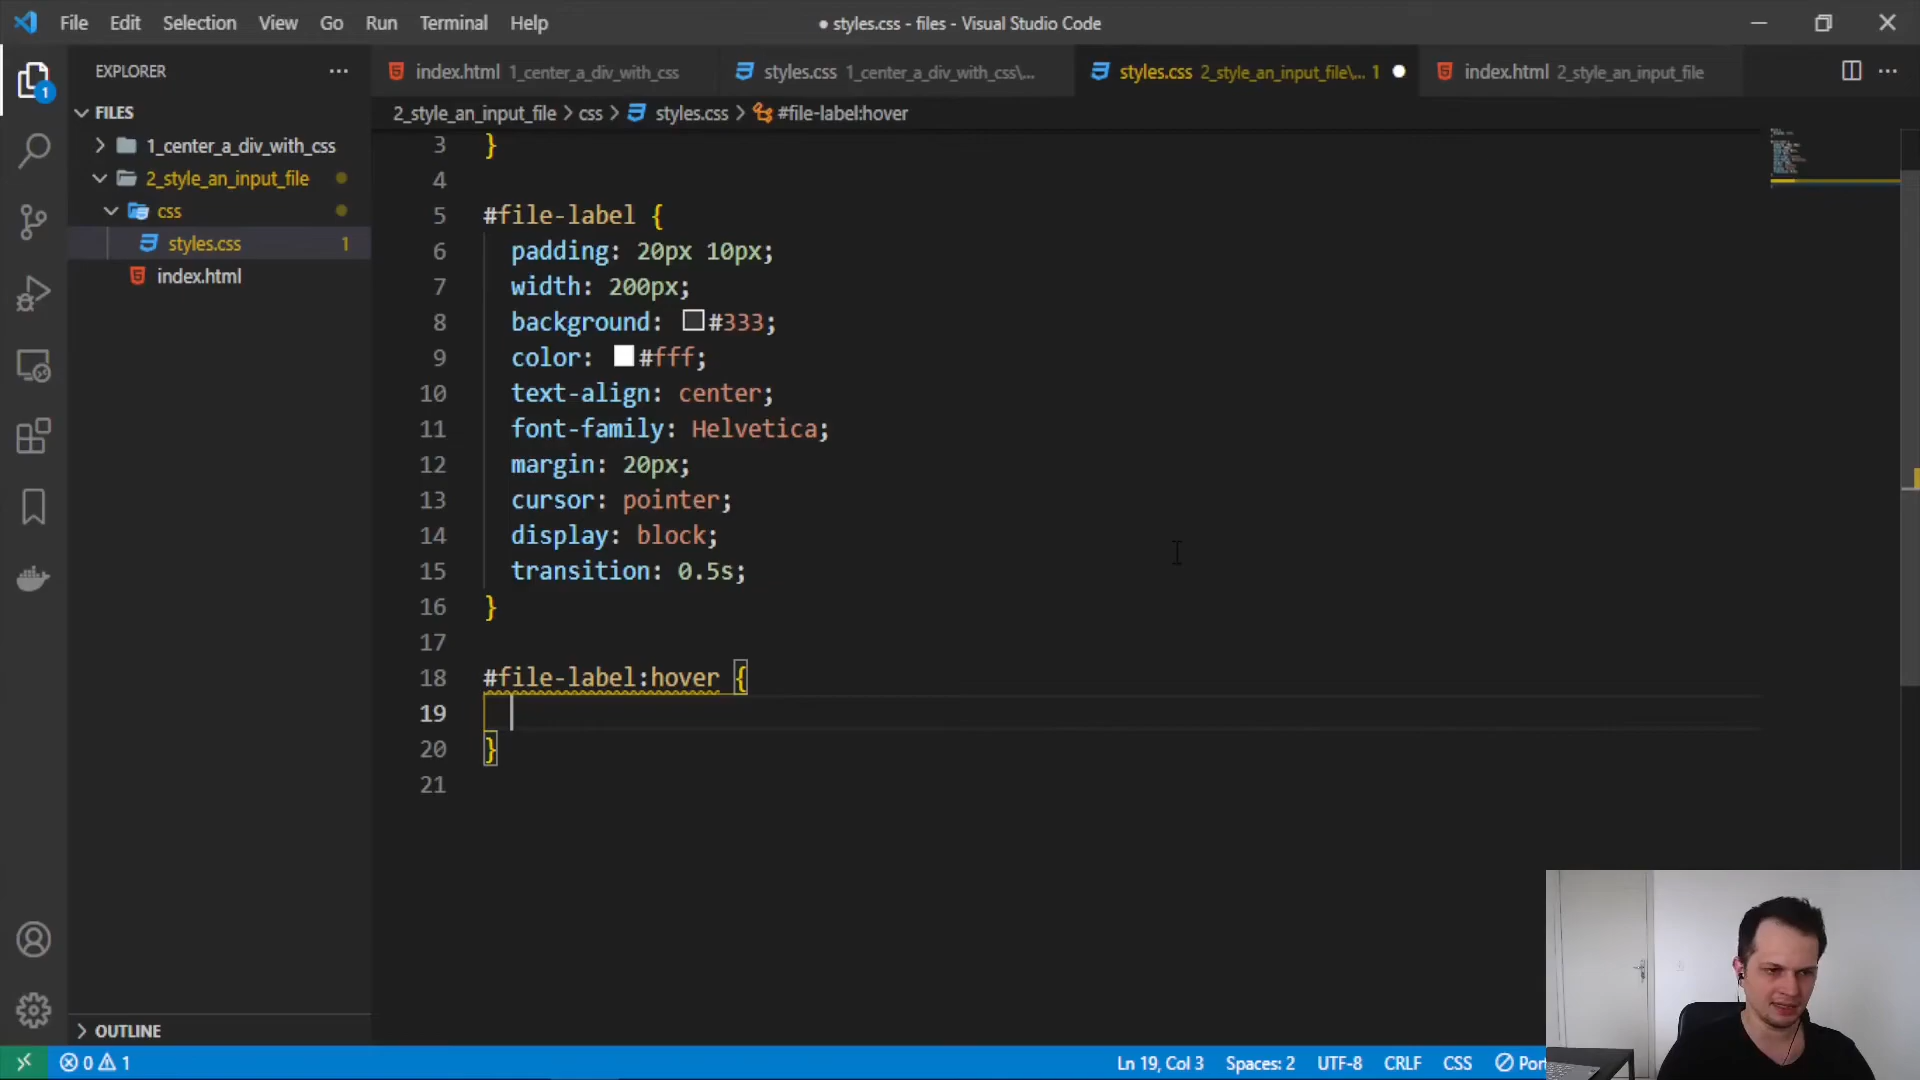 File Edit Selection View Go Run Terminal Help
● styles.css - files - Visual Studio Code
EXPLORER
index.html 1_center_a_div_with_css
styles.css 1_center_a_div_with_css\...
styles.css 2_style_an_input_file\... 1
index.html 2_style_an_input_file
1
FILES
2_style_an_input_file > css > styles.css > #file-label:hover
1_center_a_div_with_css
2_style_an_input_file
css
styles.css 1
index.html
3 }
4
5 #file-label {
6 padding: 20px 10px;
7 width: 200px;
8 background: #333;
9 color: #fff;
10 text-align: center;
11 font-family: Helvetica;
12 margin: 20px;
13 cursor: pointer;
14 display: block;
15 transition: 0.5s;
16 }
17
18 #file-label:hover {
19
20 }
21
OUTLINE
0 1
Ln 19, Col 3 Spaces: 2 UTF-8 CRLF CSS